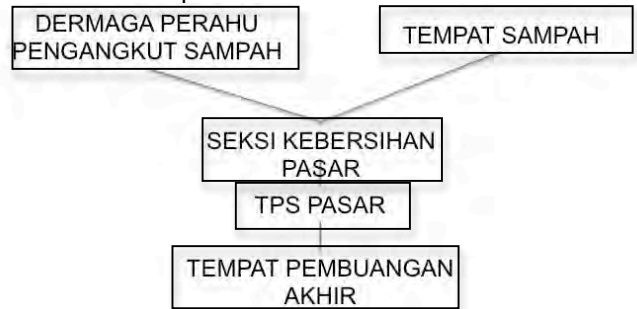 DERMAGA PERAHU
PENGANGKUT SAMPAH
TEMPAT SAMPAH
SEKSI KEBERSIHAN
PASAR
TPS PASAR
TEMPAT PEMBUANGAN
AKHIR